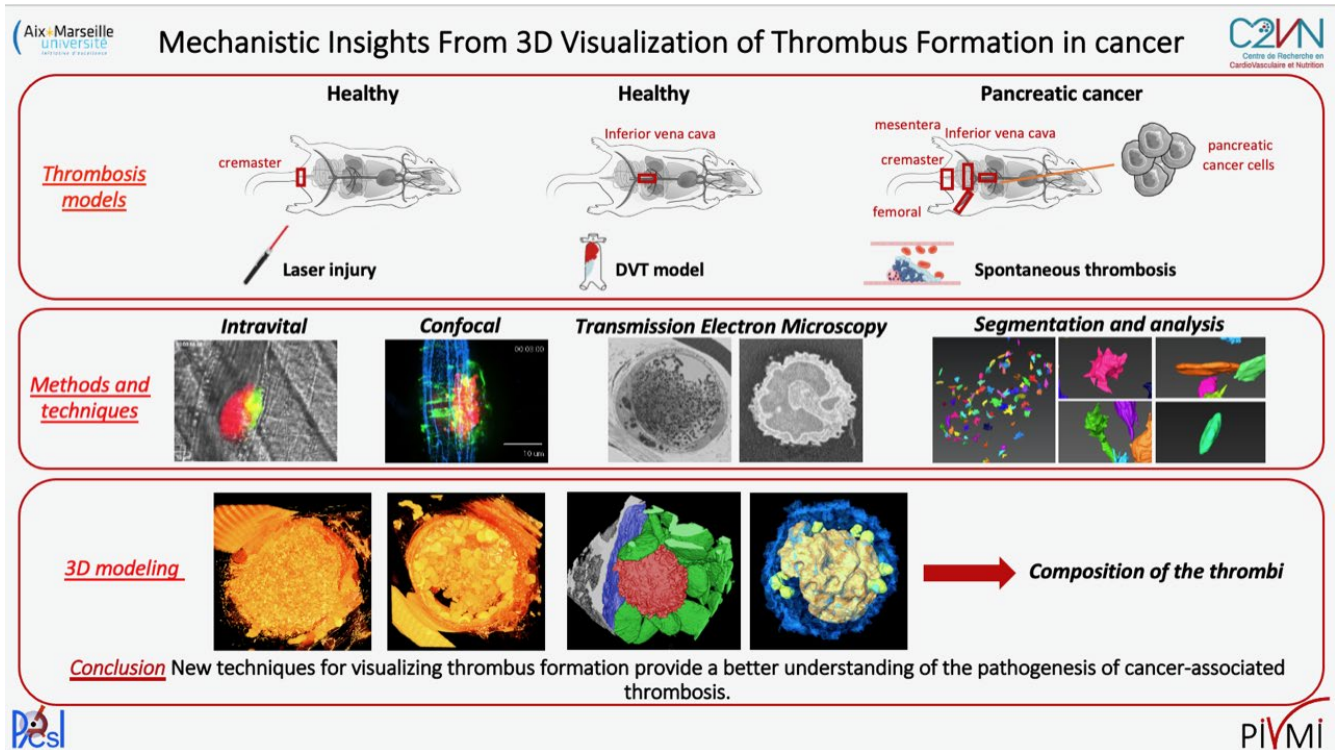 Aix*Marseille
université
Mechanistic Insights From 3D Visualization of Thrombus Formation in cancer
C2VN
Centre de Recherche en
CardioVasculaire et Nutrition
Healthy
Healthy
Pancreatic cancer
Thrombosis
models
cremaster
Inferior vena cava
mesentera
Inferior vena cava
cremaster
femoral
pancreatic
cancer cells
Laser injury
DVT model
Spontaneous thrombosis
Methods and
techniques
Intravital
Confocal
Transmission Electron Microscopy
Segmentation and analysis
00:00:00
10 um
3D modeling
Composition of the thrombi
Conclusion New techniques for visualizing thrombus formation provide a better understanding of the pathogenesis of cancer-associated
thrombosis.
PiVMi